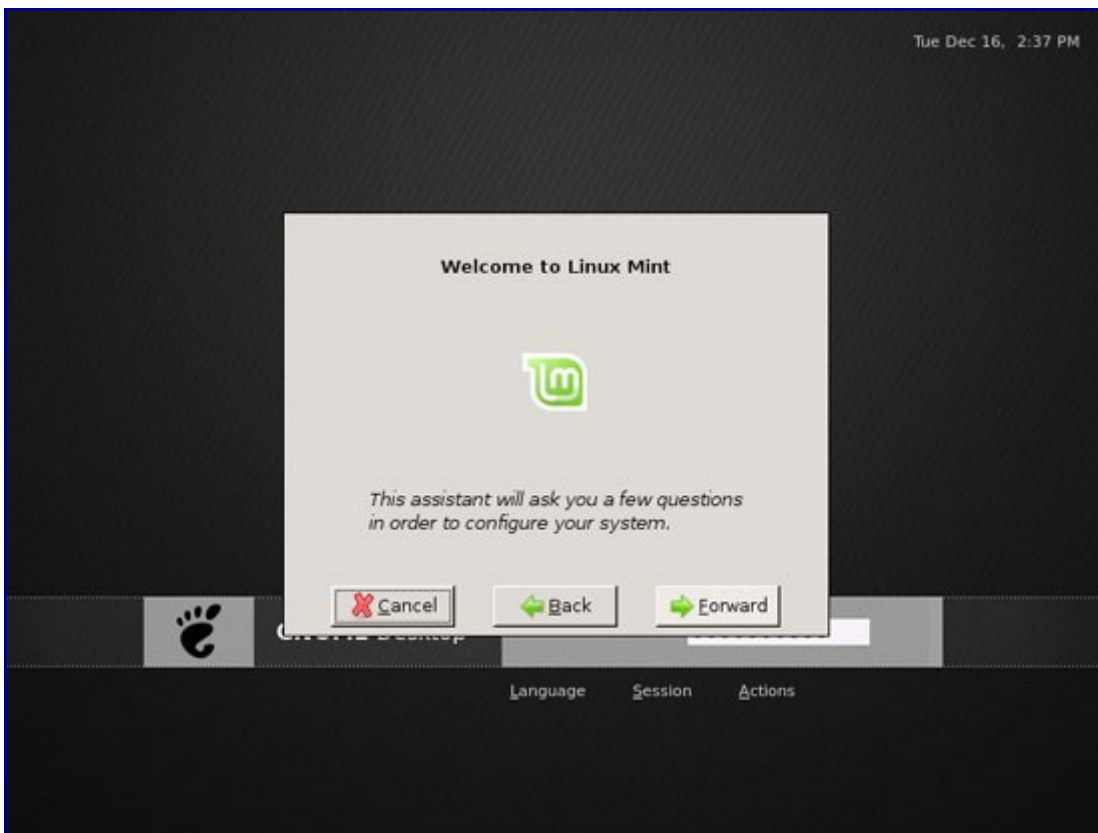 Tue Dec 16, 2:37 PM
Welcome to Linux Mint
This assistant will ask you a few questions
in order to configure your system.
Cancel Back Forward
Desktop
Language Session Actions